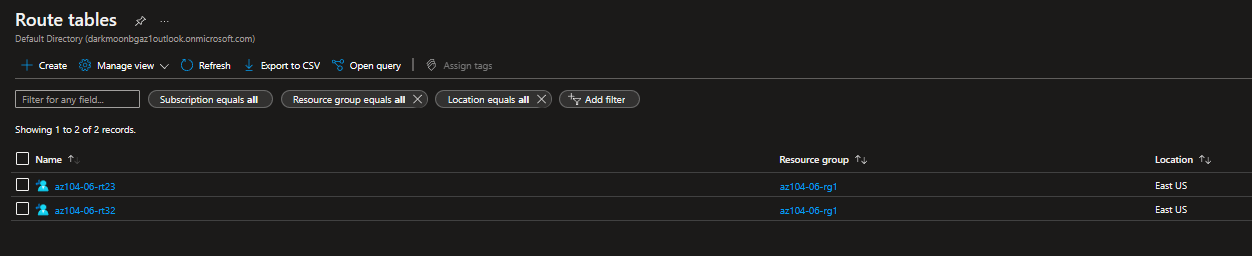 Route tables ...
Default Directory (darkmoonbgaz1outlook.onmicrosoft.com)
Create Manage view Refresh Export to CSV Open query Assign tags
Filter for any field... Subscription equals all Resource group equals all Location equals all Add filter
Showing 1 to 2 of 2 records.
Name Resource group Location
az104-06-rt23 az104-06-rg1 East US
az104-06-rt32 az104-06-rg1 East US